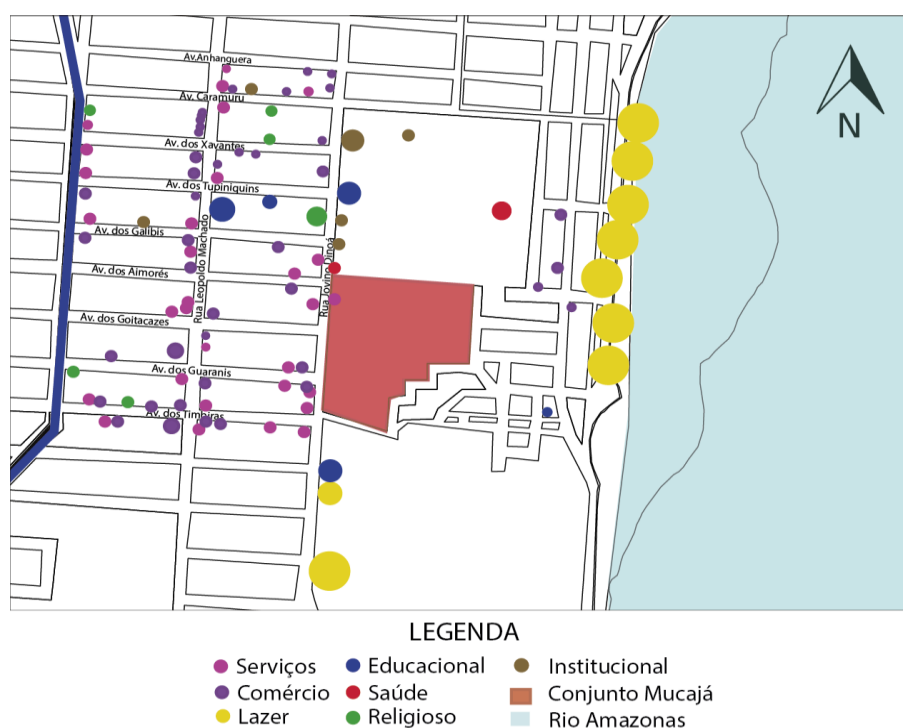 Av.Anhanguera
Av. Caramuru
N
Av. dos Xavantes
Av. dos Tupiniquins
Rua Leopoldo Machado
Av. dos Galibis
Rua Jovino Dinoá
Av. dos Aimorés
Av. dos Goitacazes
Av. dos Guaranis
Av. dos Timbiras
LEGENDA
Serviços
Educacional
Institucional
Comércio
Saúde
Conjunto Mucajá
Lazer
Religioso
Rio Amazonas